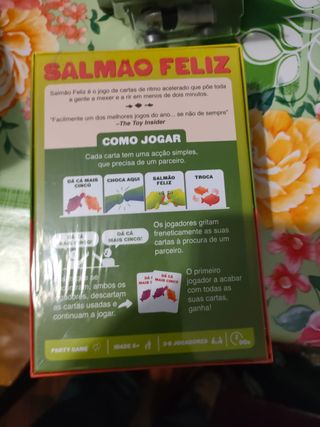 SALMÃO FELIZ
Salmão Feliz é o jogo de cartas de ritmo acelerado que põe toda
a gente a mexer e a rir em menos de dois minutos.
"Facilmente um dos melhores jogos do ano... se não de sempre"
–The Toy Insider
COMO JOGAR
Cada carta tem uma acção simples,
que precisa de um parceiro.
DÁ CÁ MAIS CINCO
CHOCA AQUI
SALMÃO FELIZ
TROCA
DÁ CÁ
MAIS CINCO!
DÁ CÁ
MAIS CINCO!
Os jogadores gritam
freneticamente as suas
cartas à procura de um
parceiro.
ambos os
jogadores, descartam
as cartas usadas e
continuam a jogar.
DÁ CÁ MAIS CINCO
O primeiro
jogador a acabar
com todas as
suas cartas,
ganha!
PARTY GAME
IDADE 6+
JOGADORES